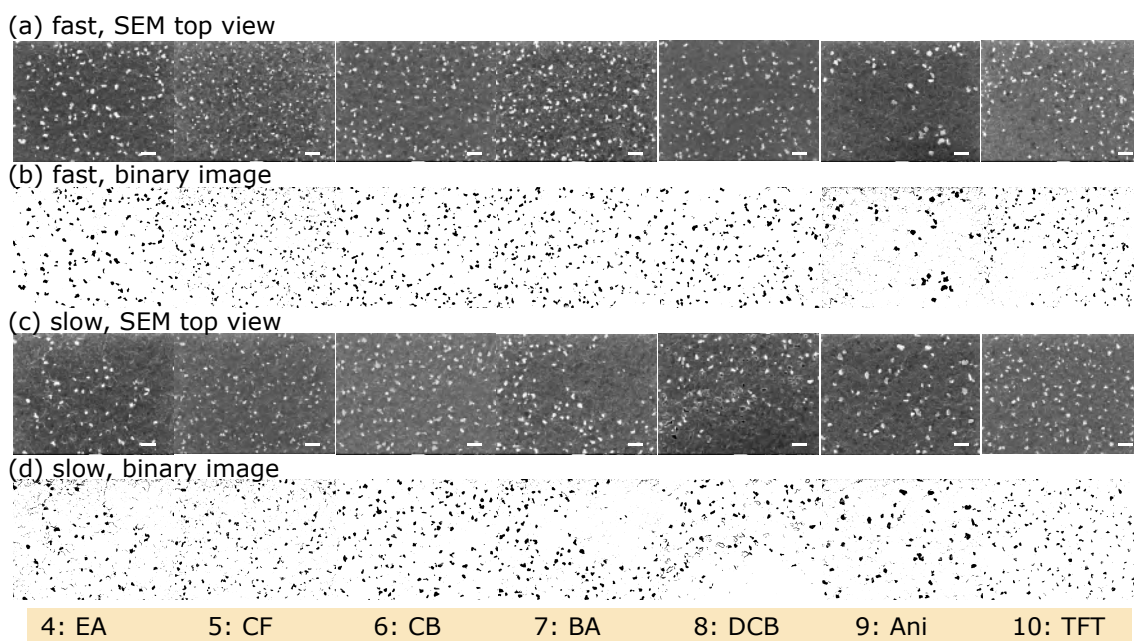 (a) fast, SEM top view
(b) fast, binary image
(c) slow, SEM top view
(d) slow, binary image
4: EA 5: CF 6: CB 7: BA 8: DCB 9: Ani 10: TFT